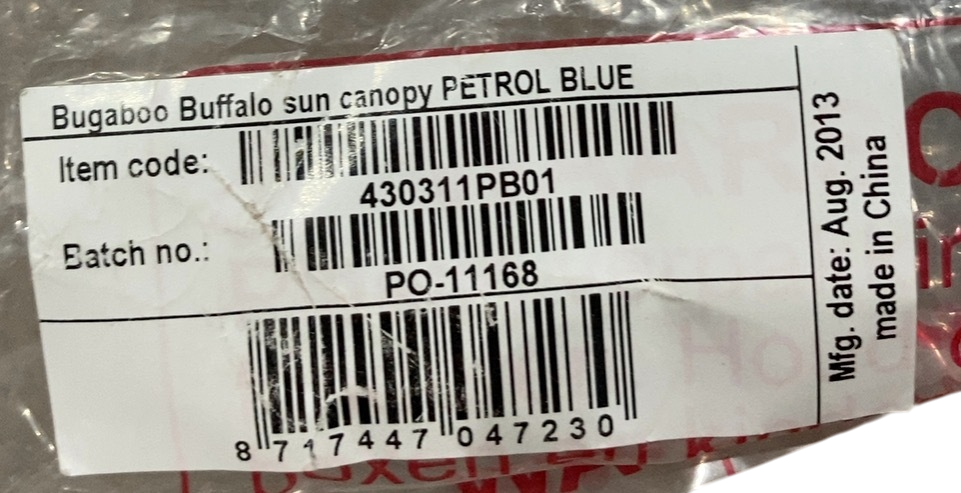 Bugaboo Buffalo sun canopy PETROL BLUE
Item code:
430311PB01
Batch no.:
PO-11168
8 717447 047230
Mfg. date: Aug. 2013
made in China